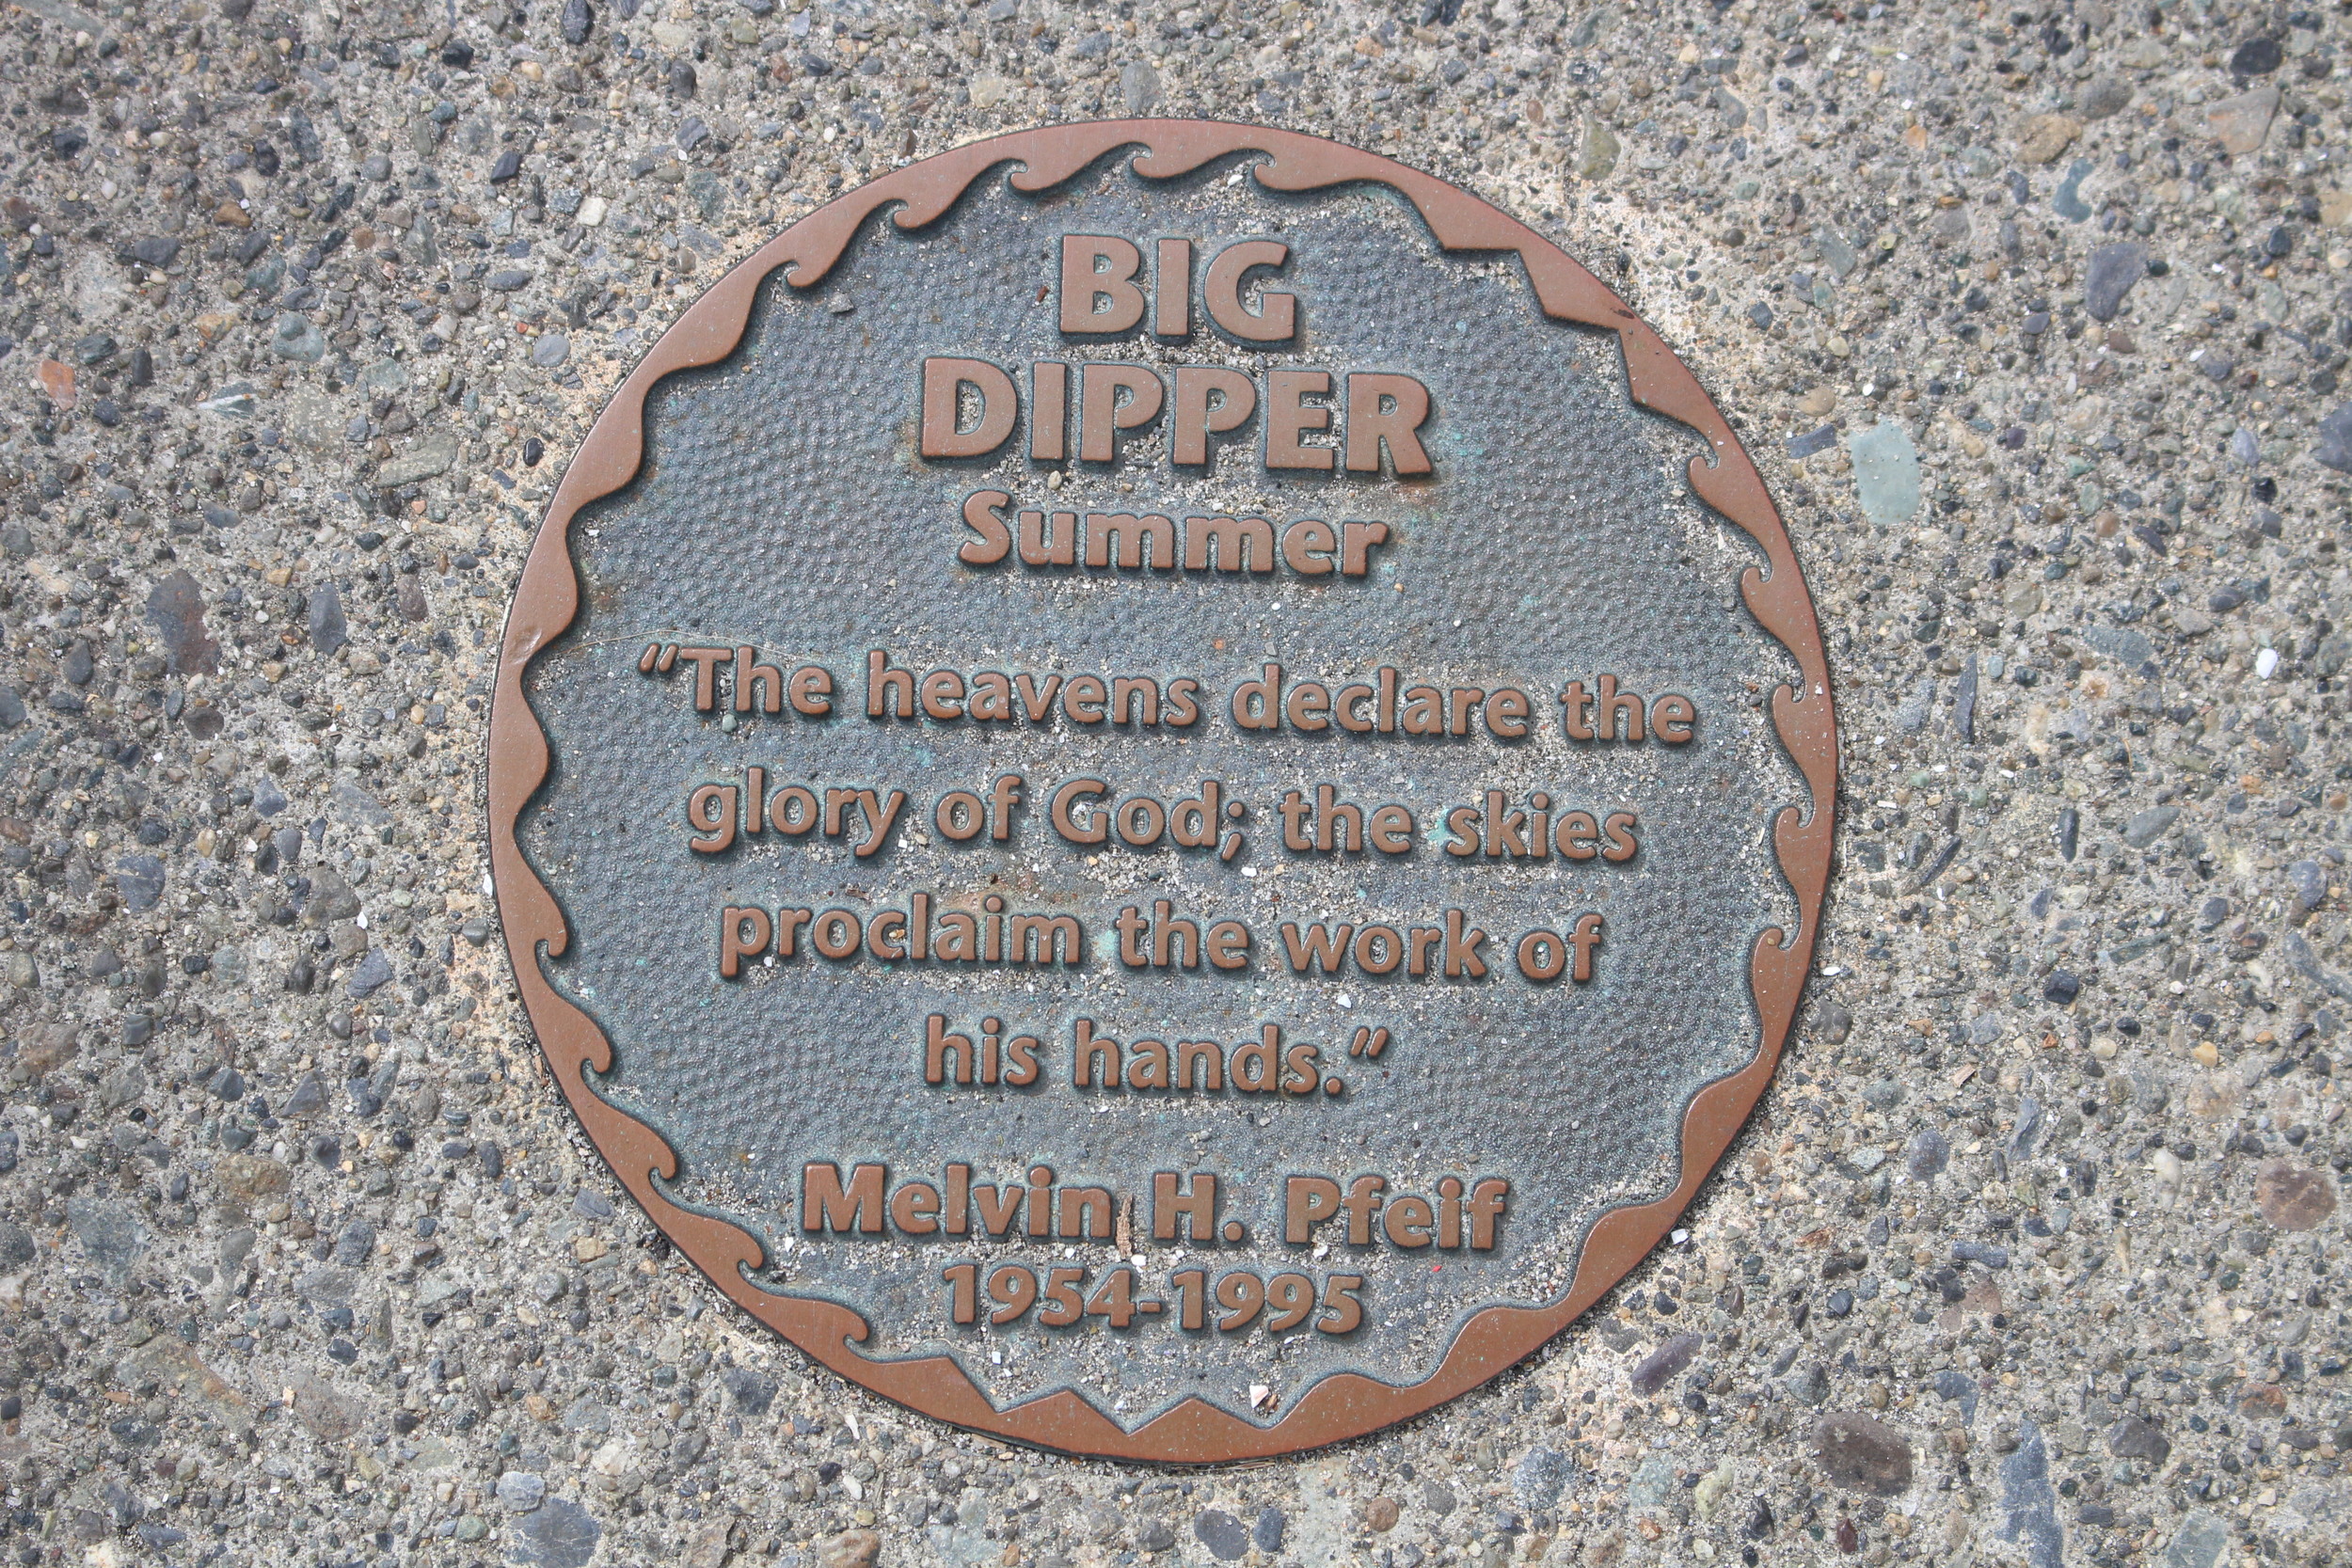 BIG
DIPPER
Summer
“The heavens declare the
glory of God; the skies
proclaim the work of
his hands.”
Melvin H. Pfeif
1954-1995